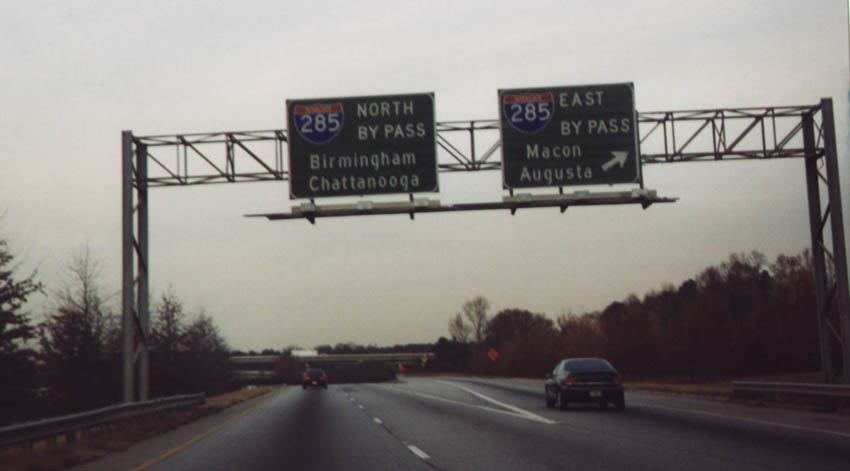 285
NORTH
BY PASS
Birmingham
Chattanooga
285
EAST
BY PASS
Macon
Augusta